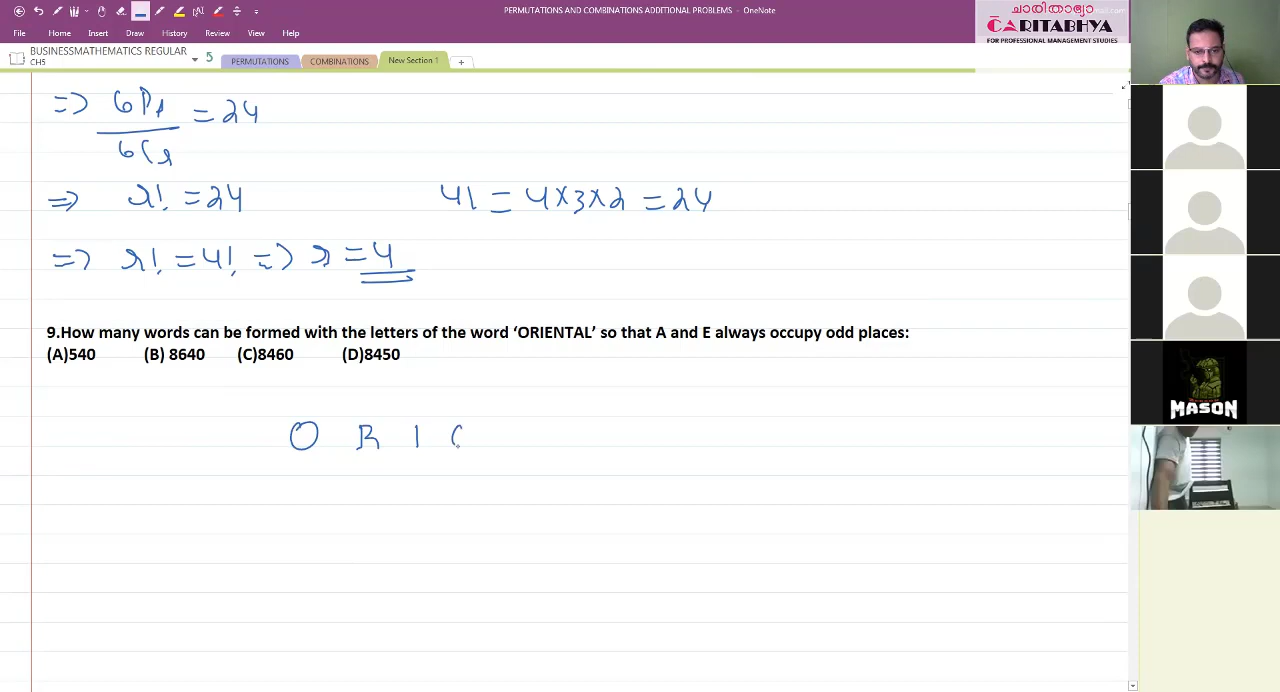 PERMUTATIONS AND COMBINATIONS ADDITIONAL PROBLEMS - OneNote
ചാരിതാഭ്യാ
CARITABHYA
FOR PROFESSIONAL MANAGEMENT STUDIES
File Home Insert Draw History Review View Help
BUSINESSMATHEMATICS REGULAR
CH5
PERMUTATIONS COMBINATIONS New Section 1 +
=> 6Pr / 6Cr = 24
=> r! = 24 4! = 4×3×2 = 24
=> r! = 4! => r = 4
9.How many words can be formed with the letters of the word ‘ORIENTAL’ so that A and E always occupy odd places:
(A)540 (B) 8640 (C)8460 (D)8450
O R I
MASON